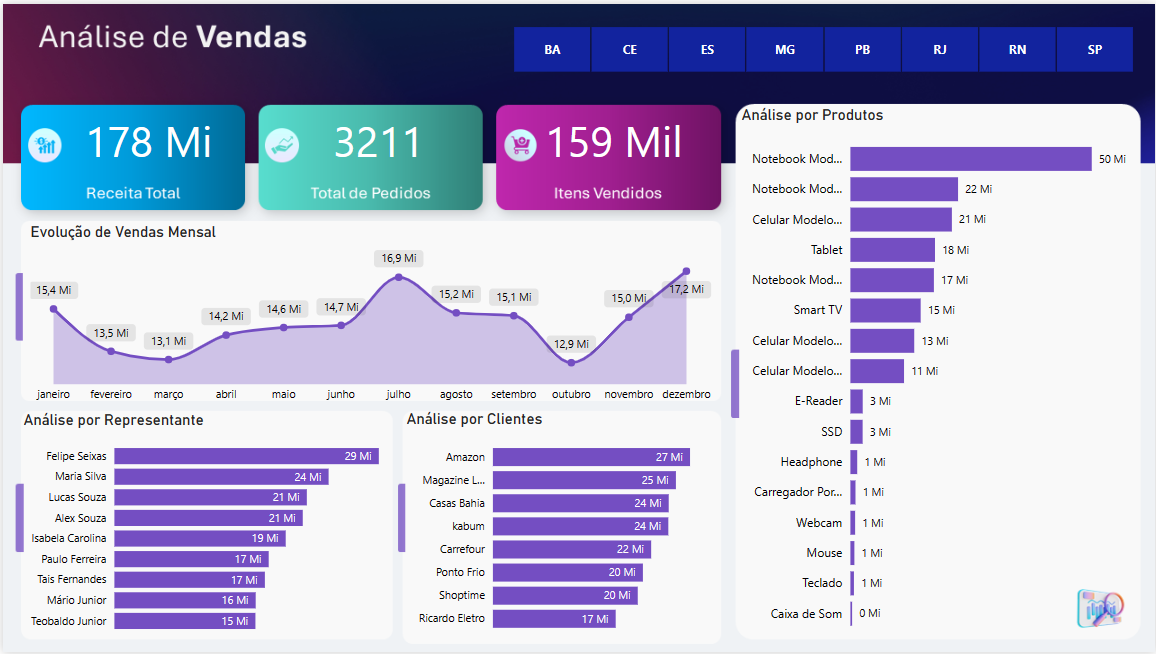 Análise de Vendas
BA CE ES MG PB RJ RN SP
178 Mi
Receita Total
3211
Total de Pedidos
159 Mil
Itens Vendidos
Evolução de Vendas Mensal
15,4 Mi
13,5 Mi
13,1 Mi
14,2 Mi
14,6 Mi
14,7 Mi
16,9 Mi
15,2 Mi
15,1 Mi
12,9 Mi
15,0 Mi
17,2 Mi
janeiro fevereiro março abril maio junho julho agosto setembro outubro novembro dezembro
Análise por Representante
Felipe Seixas 29 Mi
Maria Silva 24 Mi
Lucas Souza 21 Mi
Alex Souza 21 Mi
Isabela Carolina 19 Mi
Paulo Ferreira 17 Mi
Tais Fernandes 17 Mi
Mário Junior 16 Mi
Teobaldo Junior 15 Mi
Análise por Clientes
Amazon 27 Mi
Magazine L... 25 Mi
Casas Bahia 24 Mi
kabum 24 Mi
Carrefour 22 Mi
Ponto Frio 20 Mi
Shoptime 20 Mi
Ricardo Eletro 17 Mi
Análise por Produtos
Notebook Mod... 50 Mi
Notebook Mod... 22 Mi
Celular Modelo... 21 Mi
Tablet 18 Mi
Notebook Mod... 17 Mi
Smart TV 15 Mi
Celular Modelo... 13 Mi
Celular Modelo... 11 Mi
E-Reader 3 Mi
SSD 3 Mi
Headphone 1 Mi
Carregador Por... 1 Mi
Webcam 1 Mi
Mouse 1 Mi
Teclado 1 Mi
Caixa de Som 0 Mi